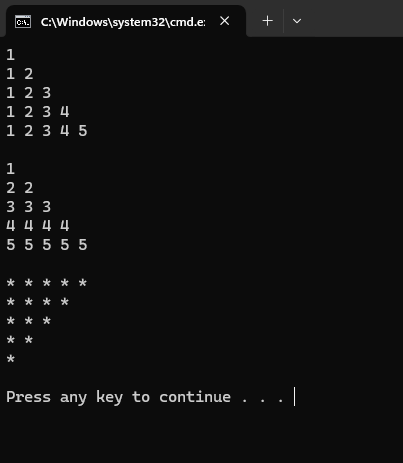 C:\Windows\system32\cmd.e
1
1 2
1 2 3
1 2 3 4
1 2 3 4 5
1
2 2
3 3 3
4 4 4 4
5 5 5 5 5
* * * * *
* * * *
* * *
* *
*
Press any key to continue . . .